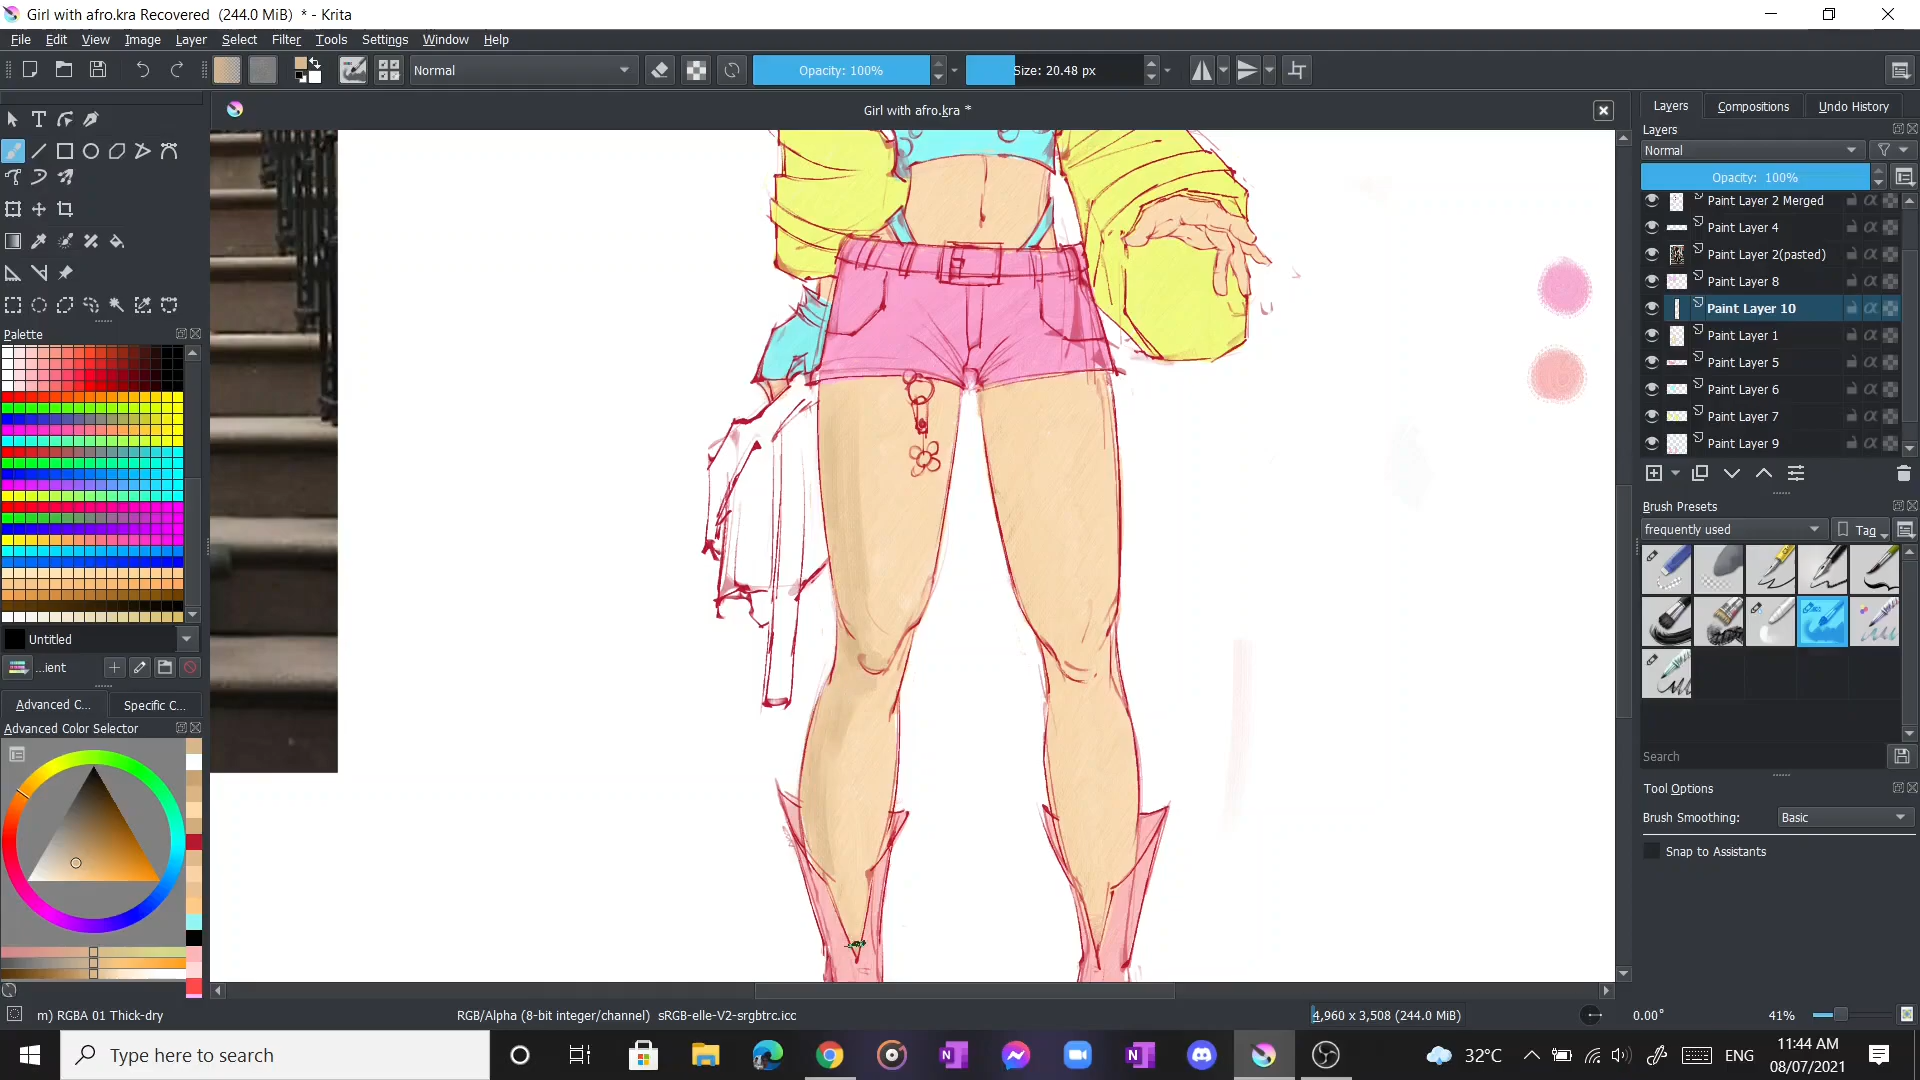 Girl with afro.kra Recovered (244.0 MiB) * - Krita
File Edit View Image Layer Select Filter Tools Settings Window Help
Normal
Opacity: 100%
Size: 20.48 px
Girl with afro.kra *
Layers Compositions Undo History
Layers
Normal
Opacity: 100%
Paint Layer 2 Merged
Paint Layer 4
Paint Layer 2(pasted)
Paint Layer 8
Paint Layer 10
Paint Layer 1
Paint Layer 5
Paint Layer 6
Paint Layer 7
Paint Layer 9
Palette
Untitled
...ient
Advanced C... Specific C...
Advanced Color Selector
Brush Presets
frequently used
Tag
Search
Tool Options
Brush Smoothing: Basic
Snap to Assistants
m) RGBA 01 Thick-dry
RGB/Alpha (8-bit integer/channel) sRGB-elle-V2-srgbtrc.icc
4,960 x 3,508 (244.0 MiB)
0.00°
41%
Type here to search
32°C
ENG
11:44 AM
08/07/2021